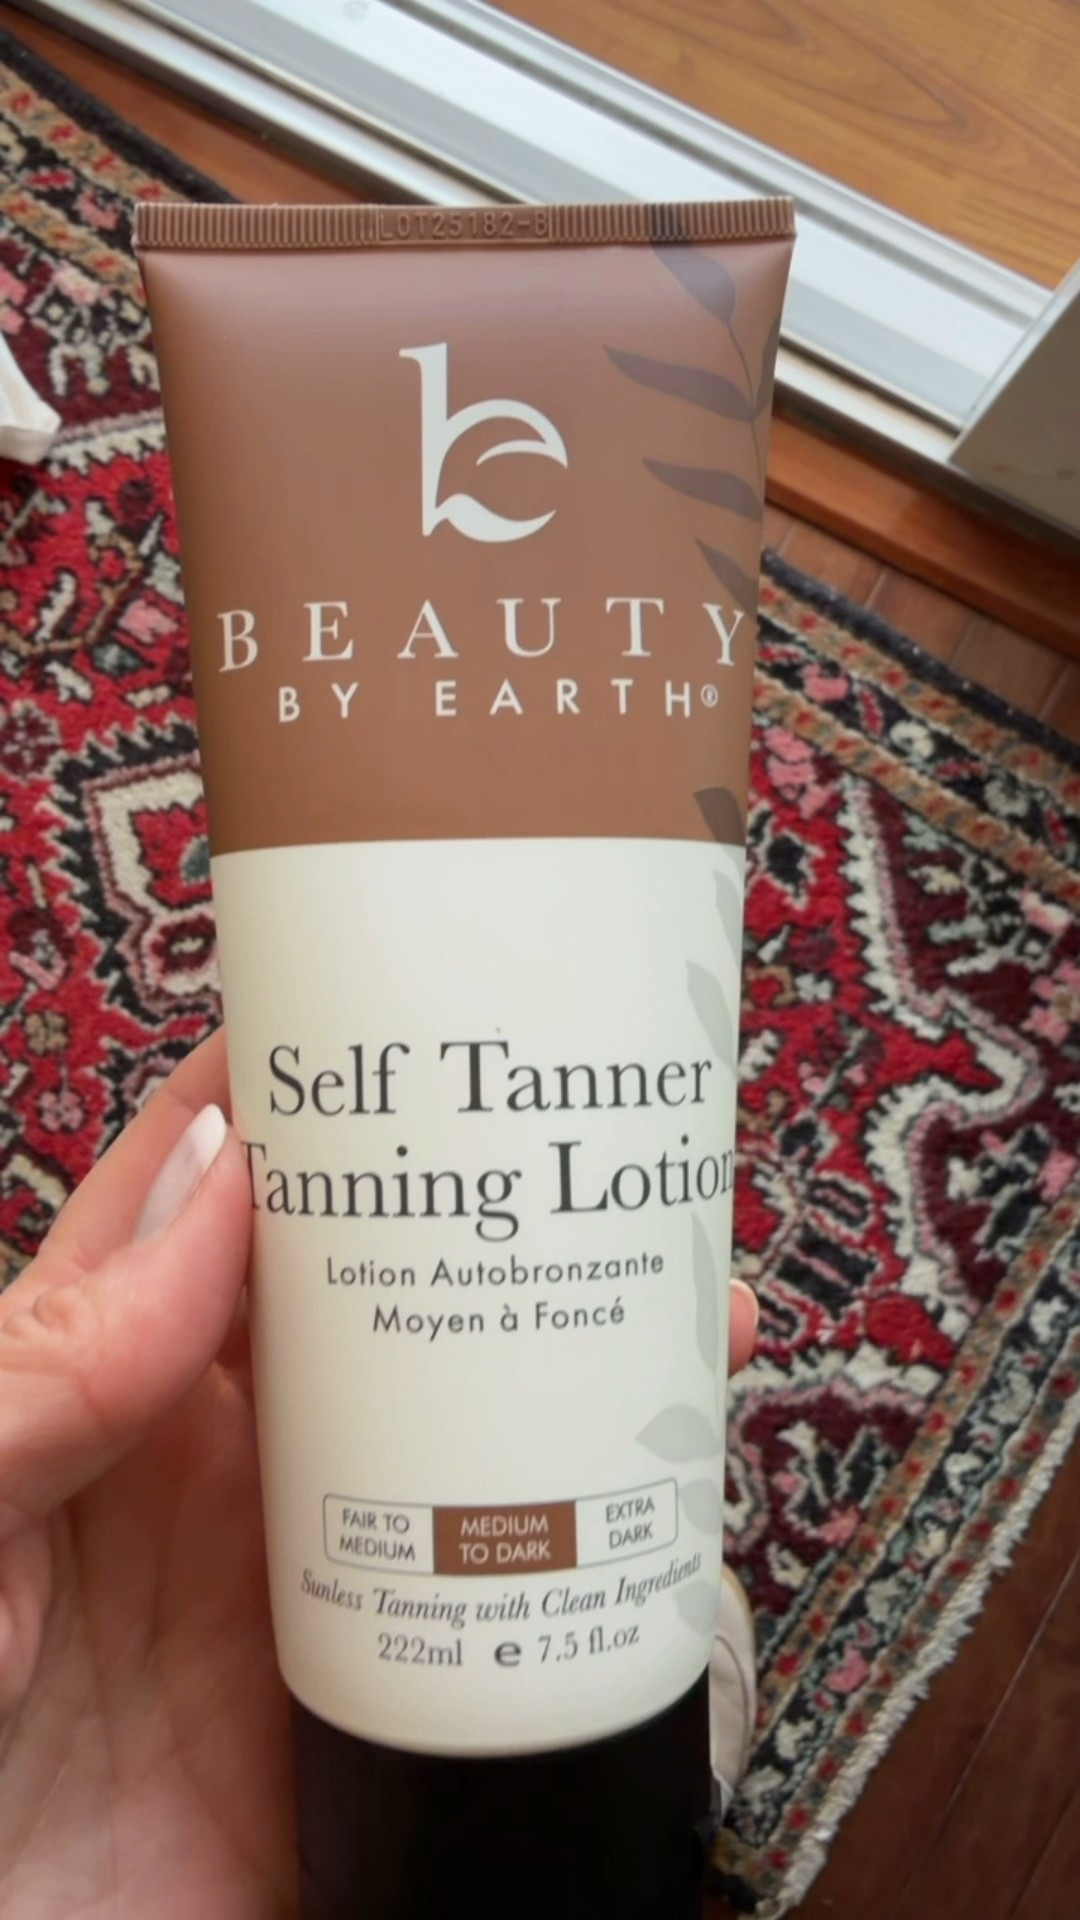 LOT25182-8
b
BEAUTY
BY EARTH®
Self Tanner
Tanning Lotion
Lotion Autobronzante
Moyen à Foncé
FAIR TO
MEDIUM
MEDIUM
TO DARK
EXTRA
DARK
Sunless Tanning with Clean Ingredients
222ml e 7.5 fl.oz